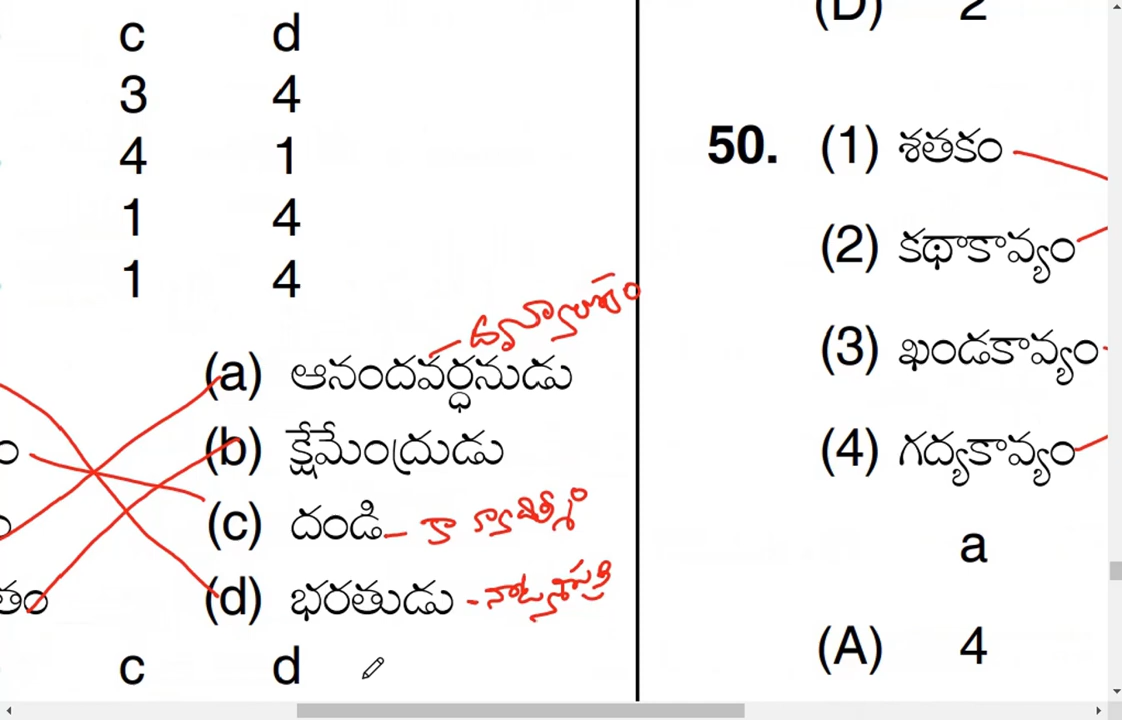 c d
3 4
4 1
1 4
1 4
(a) ఆనందవర్ధనుడు
(b) క్షేమేంద్రుడు
ం (c) దండి -
తం (d) భరతుడు -
c d
(D) 2
50. (1) శతకం
(2) కథాకావ్యం
(3) ఖండకావ్యం
(4) గద్యకావ్యం
a
(A) 4